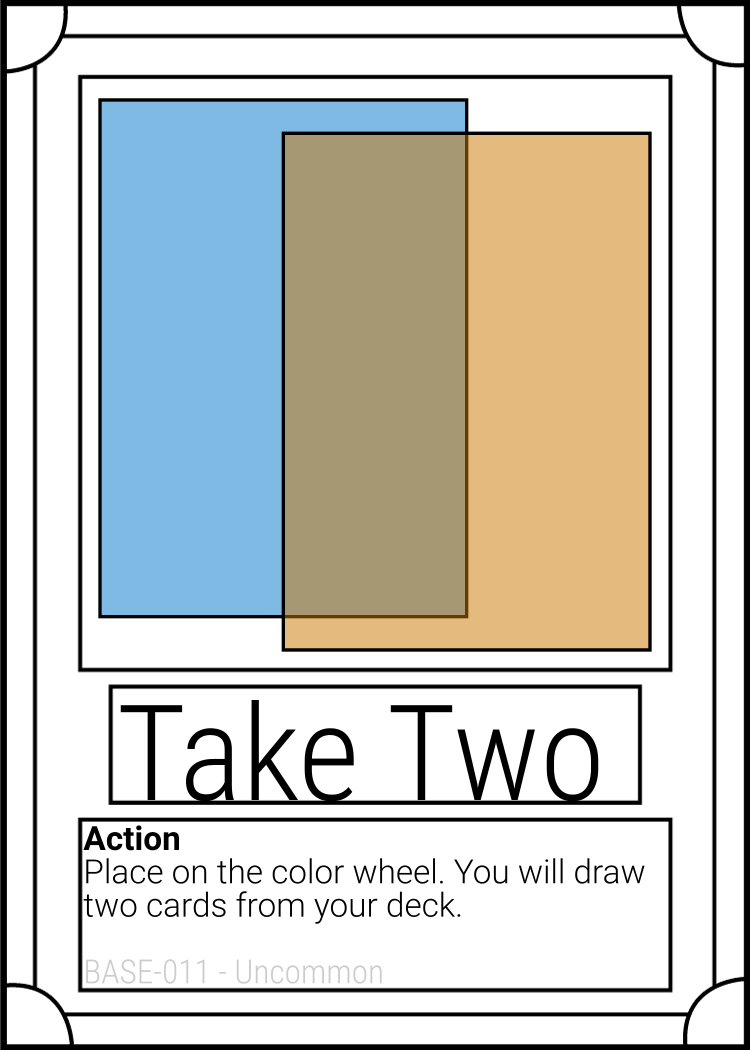 Take Two
Action
Place on the color wheel. You will draw
two cards from your deck.
BASE-011 - Uncommon